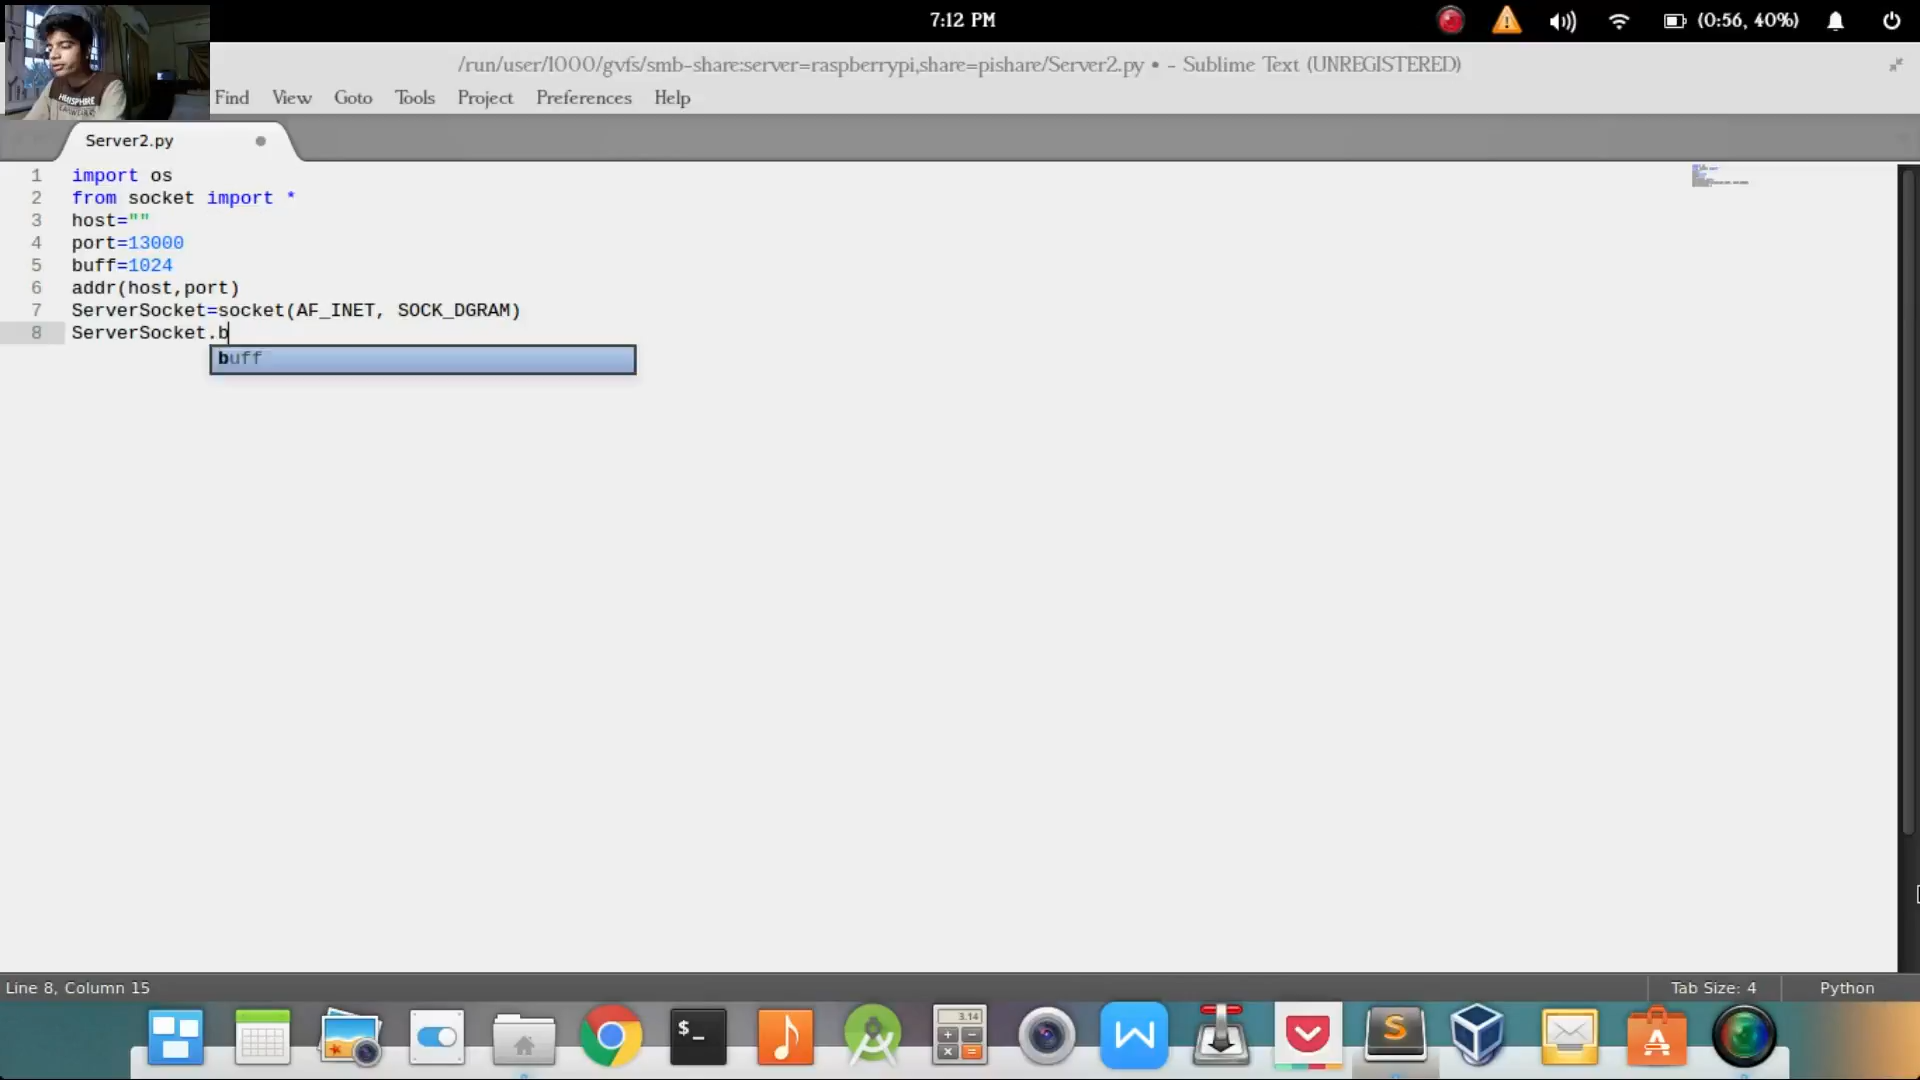 7:12 PM
(0:56, 40%)
/run/user/1000/gvfs/smb-share:server=raspberrypi,share=pishare/Server2.py • - Sublime Text (UNREGISTERED)
HEMISPHERE
Find View Goto Tools Project Preferences Help
Server2.py
1 import os
2 from socket import *
3 host=""
4 port=13000
5 buff=1024
6 addr(host,port)
7 ServerSocket=socket(AF_INET, SOCK_DGRAM)
8 ServerSocket.b
buff
Line 8, Column 15
Tab Size: 4
Python
$_
3.14
S